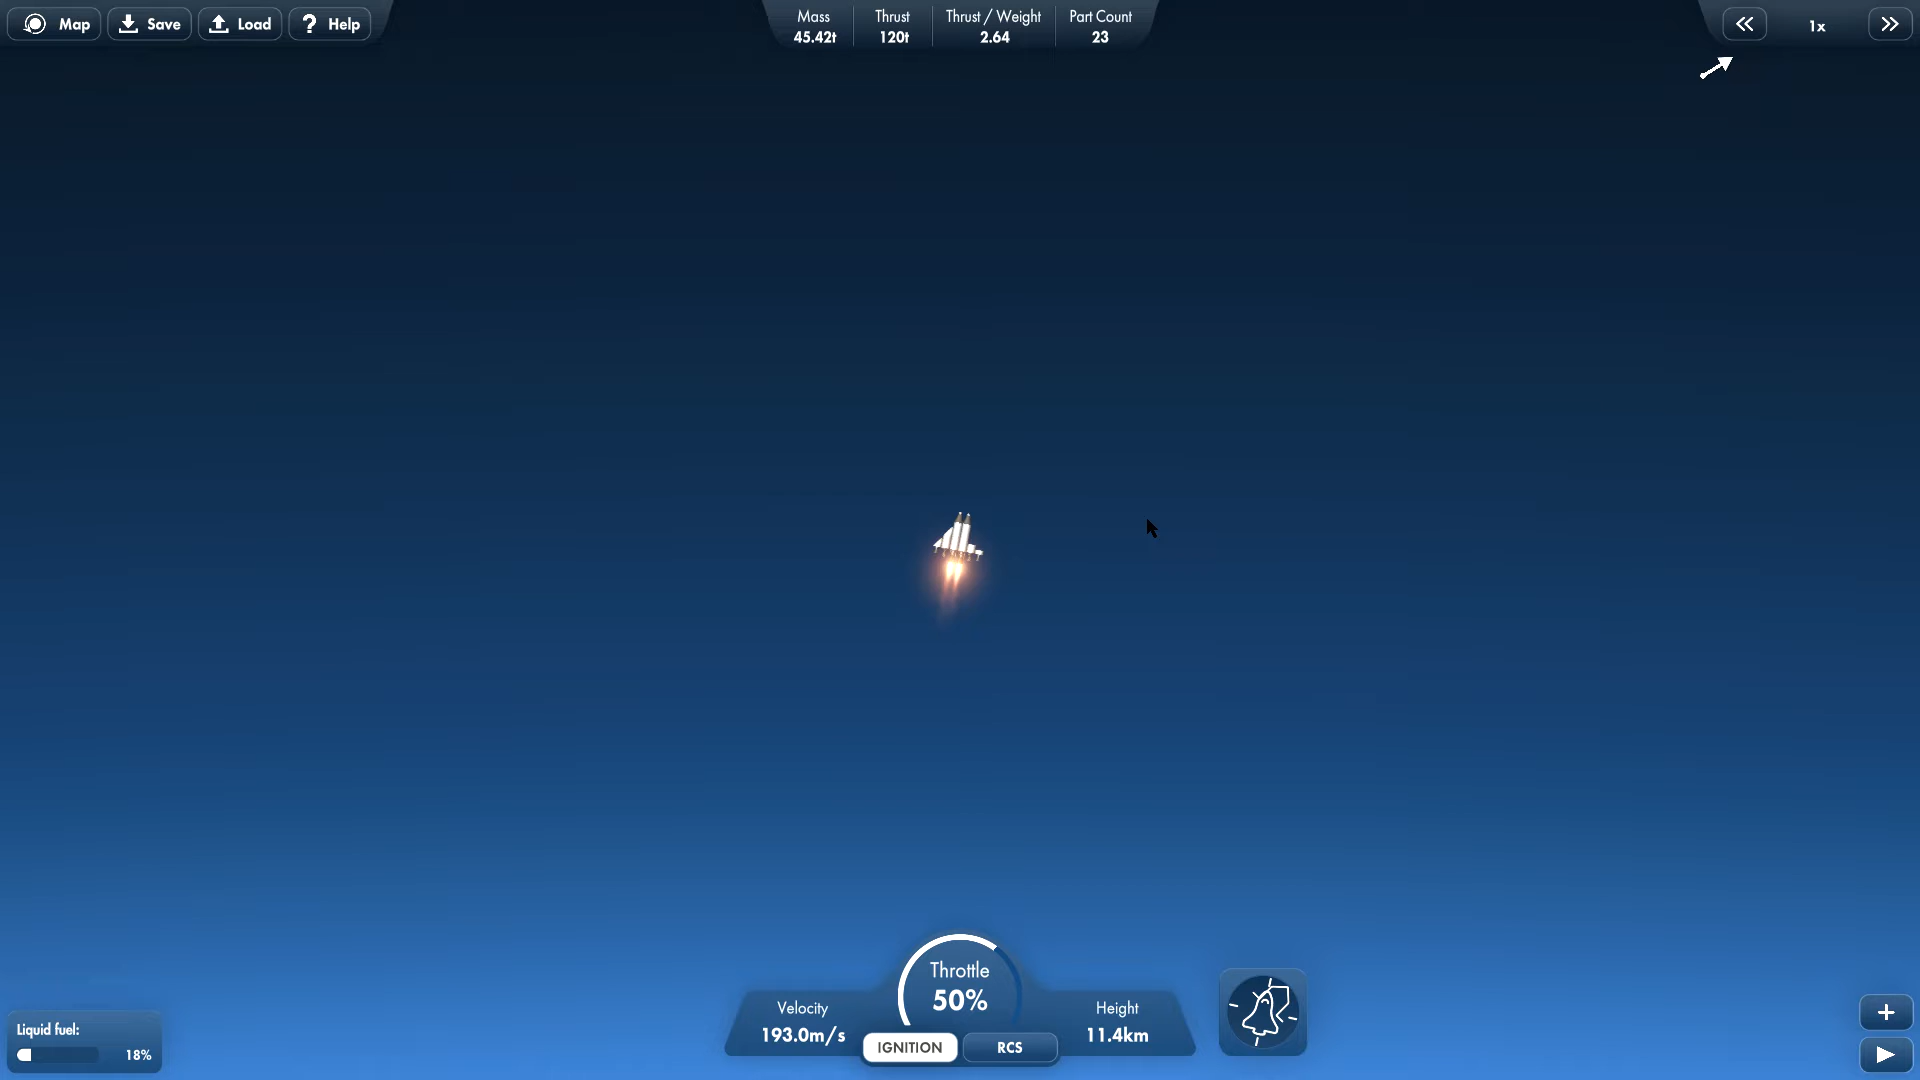 Map
Save
Load
Help
Mass
45.42t
Thrust
120t
Thrust / Weight
2.64
Part Count
23
1x
Throttle
50%
Velocity
193.0m/s
Height
11.4km
IGNITION
RCS
Liquid fuel:
18%